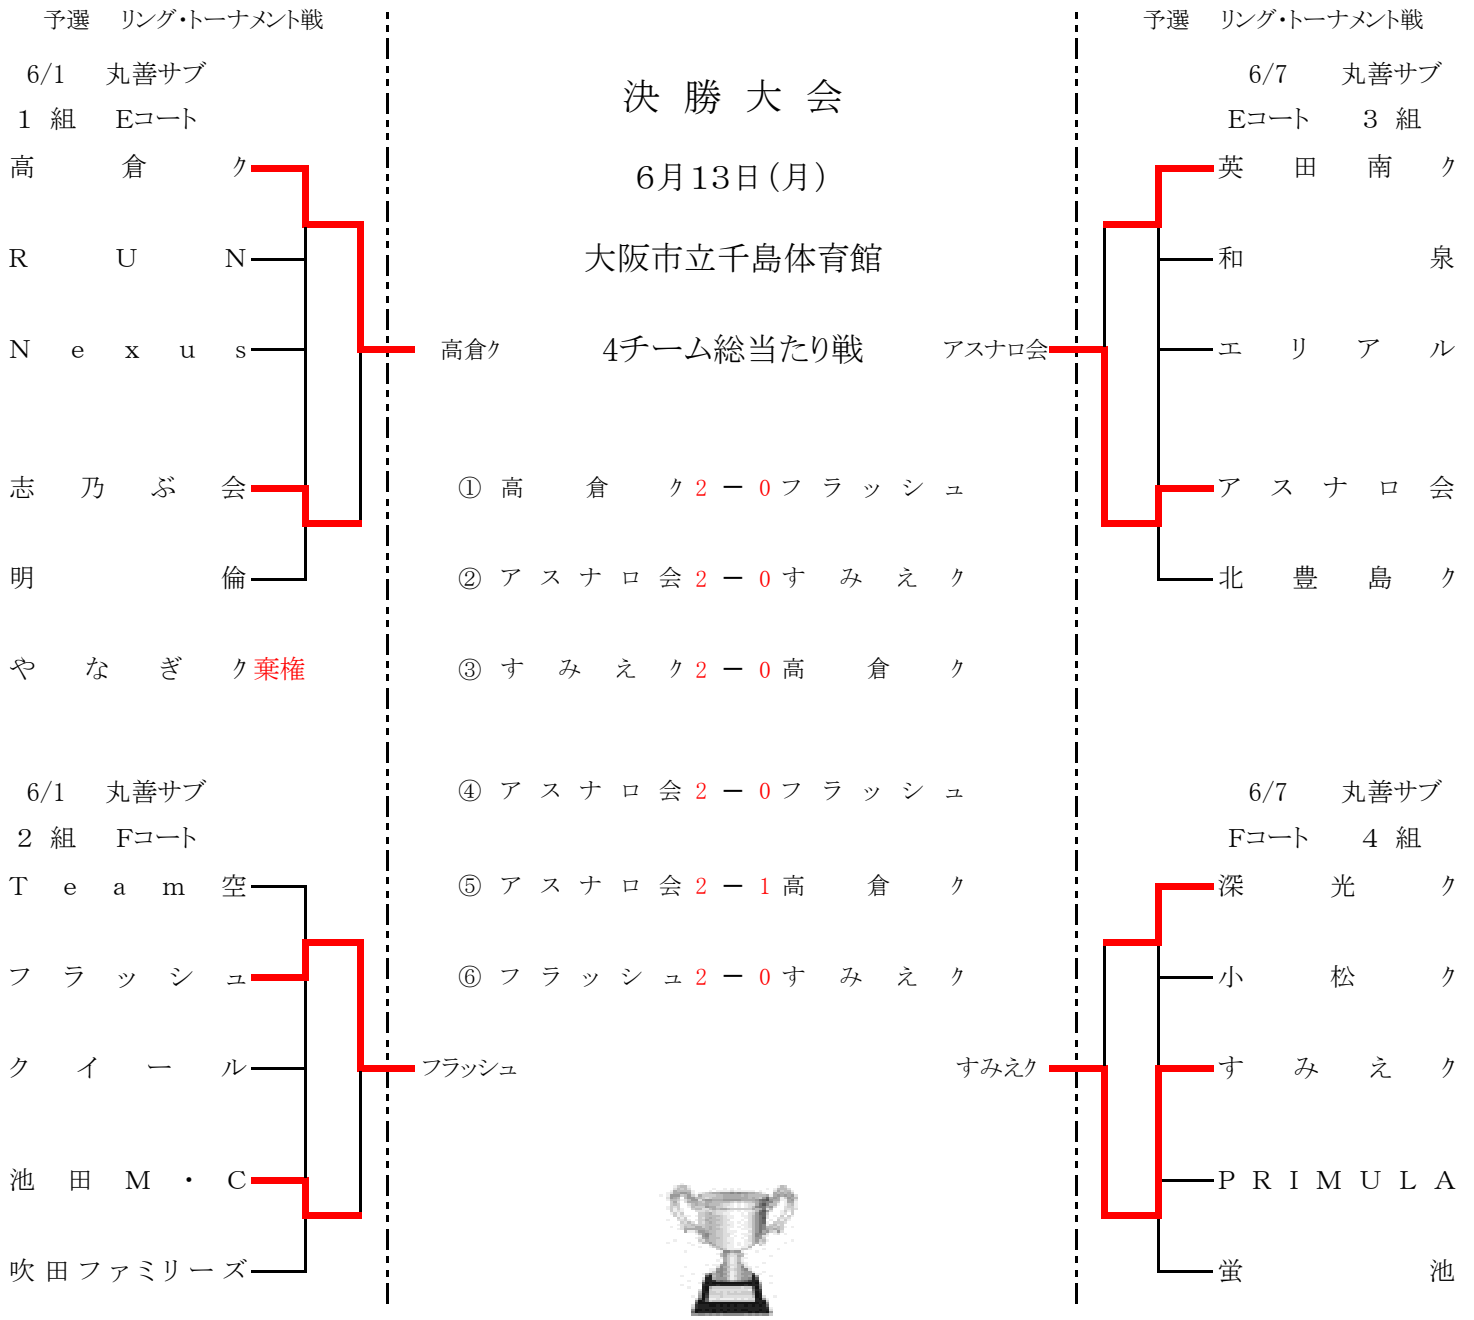 予選 リング・トーナメント戦
6/1 丸善サブ
1 組 Eコート
高倉ク
RUN
Nexus
志乃ぶ会
明倫
やなぎク 棄権
高倉ク
6/1 丸善サブ
2 組 Fコート
Team空
フラッシュ
クイール
池田M・C
吹田ファミリーズ
フラッシュ
決勝大会
6月13日(月)
大阪市立千島体育館
4チーム総当たり戦
① 高倉ク 2 ー 0 フラッシュ
② アスナロ会 2 ー 0 すみえク
③ すみえク 2 ー 0 高倉ク
④ アスナロ会 2 ー 0 フラッシュ
⑤ アスナロ会 2 ー 1 高倉ク
⑥ フラッシュ 2 ー 0 すみえク
予選 リング・トーナメント戦
6/7 丸善サブ
Eコート 3 組
英田南ク
和泉
エリアル
アスナロ会
北豊島ク
アスナロ会
6/7 丸善サブ
Fコート 4 組
深光ク
小松ク
すみえク
PRIMULA
蛍池
すみえク